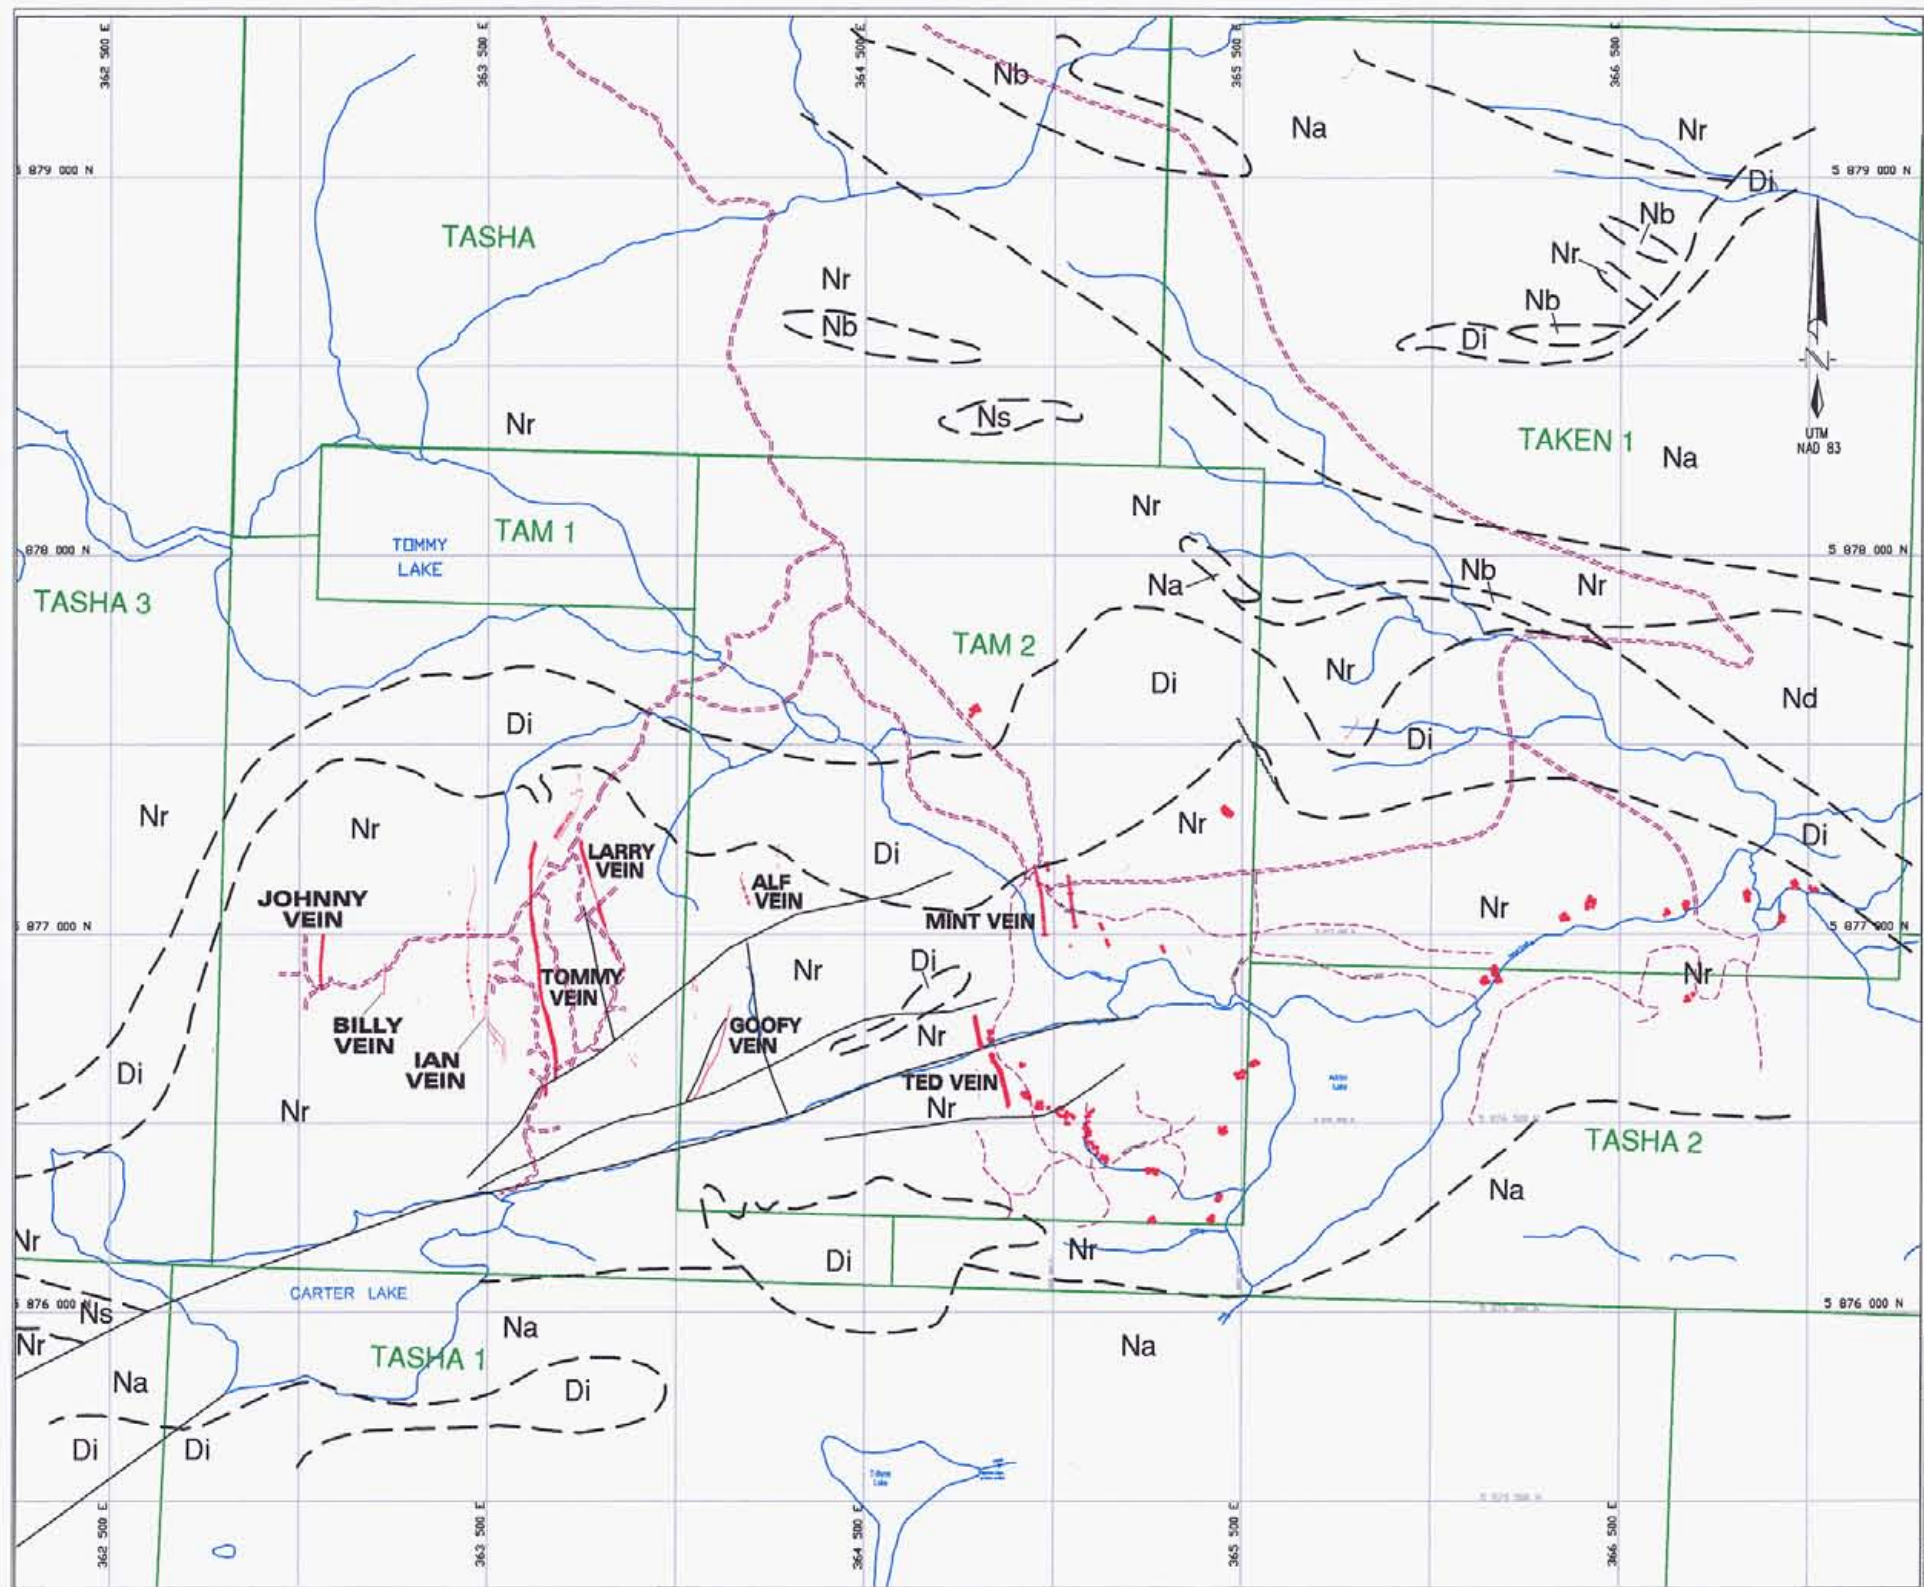 362 500 E
363 500 E
364 500 E
365 500 E
366 500
Nb
Na
Nr
5 879 000 N
5 879 000 N
Di
Nb
TASHA
Nr
Nr
Nb
Nb
Di
Ns
Nr
TAKEN 1
Na
UTM
NAD 83
Nr
TAM 1
TOMMY
LAKE
878 000 N
5 878 000 N
Nb
Na
Nr
TASHA 3
TAM 2
Di
Nr
Nd
Di
Di
Nr
Nr
Nr
Di
Di
LARRY
VEIN
ALF
VEIN
JOHNNY
VEIN
MINT VEIN
Nr
5 877 000 N
5 877 000 N
Nr
Di
Nr
TOMMY
VEIN
BILLY
VEIN
GOOFY
VEIN
Nr
IAN
VEIN
Di
TED VEIN
Nr
Nr
TASHA 2
Na
Nr
Di
Nr
CARTER LAKE
5 876 000 N
5 876 000 N
Ns
Nr
Na
Na
TASHA 1
Na
Di
Di
Di
Lake
362 500 E
363 500 E
364 500 E
365 500 E
366 500 E